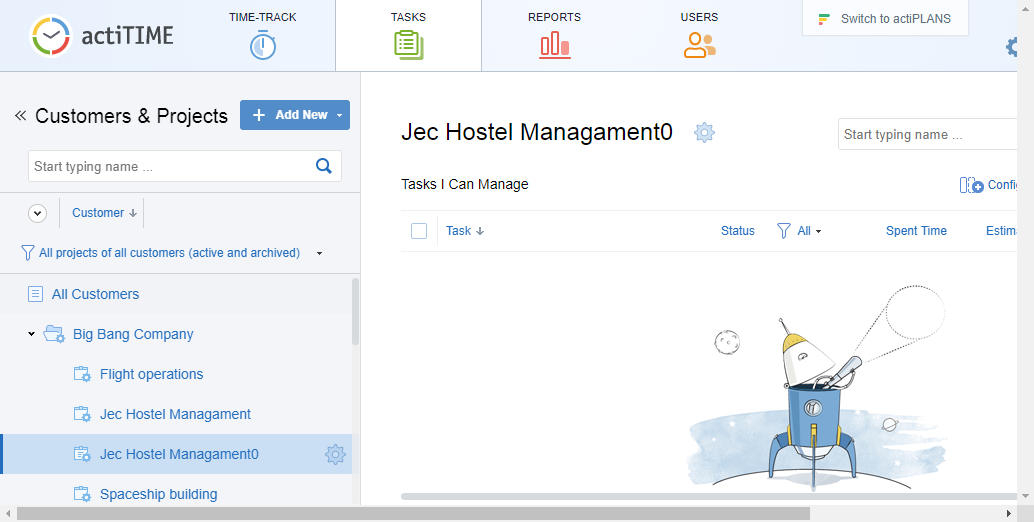 actiTIME
TIME-TRACK
TASKS
REPORTS
USERS
Switch to actiPLANS
Customers & Projects
Add New
Start typing name ...
Customer
All projects of all customers (active and archived)
All Customers
Big Bang Company
Flight operations
Jec Hostel Managament
Jec Hostel Managament0
Spaceship building
Jec Hostel Managament0
Start typing name ...
Tasks I Can Manage
Config
Task
Status
All
Spent Time
Estima